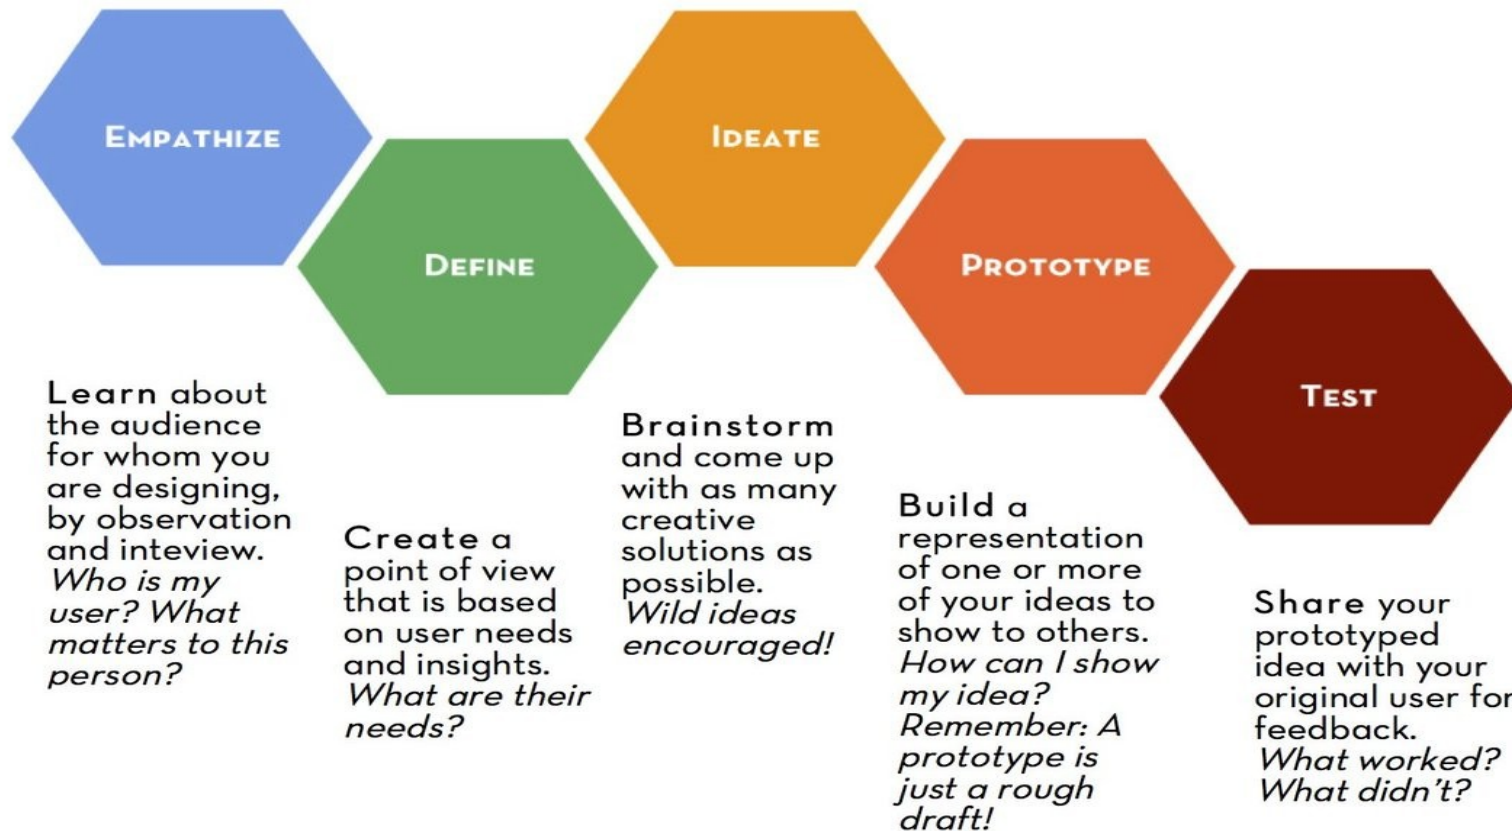 EMPATHIZE
Learn about
the audience
for whom you
are designing,
by observation
and inteview.
Who is my
user? What
matters to this
person?
DEFINE
Create a
point of view
that is based
on user needs
and insights.
What are their
needs?
IDEATE
Brainstorm
and come up
with as many
creative
solutions as
possible.
Wild ideas
encouraged!
PROTOTYPE
Build a
representation
of one or more
of your ideas to
show to others.
How can I show
my idea?
Remember: A
prototype is
just a rough
draft!
TEST
Share your
prototyped
idea with your
original user for
feedback.
What worked?
What didn't?